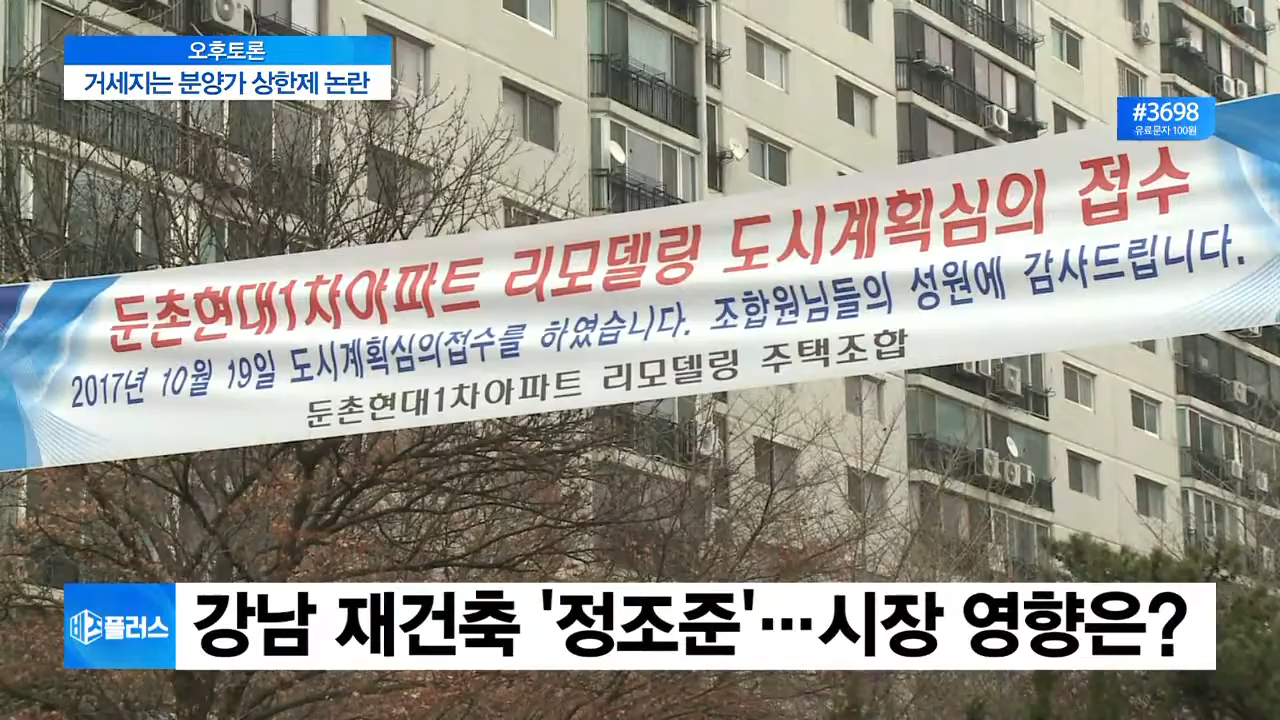 오후토론
거세지는 분양가 상한제 논란
#3698
유료문자 100원
둔촌현대1차아파트 리모델링 도시계획심의 접수
2017년 10월 19일 도시계획심의접수를 하였습니다. 조합원님들의 성원에 감사드립니다.
둔촌현대1차아파트 리모델링 주택조합
비즈플러스
강남 재건축 '정조준'…시장 영향은?